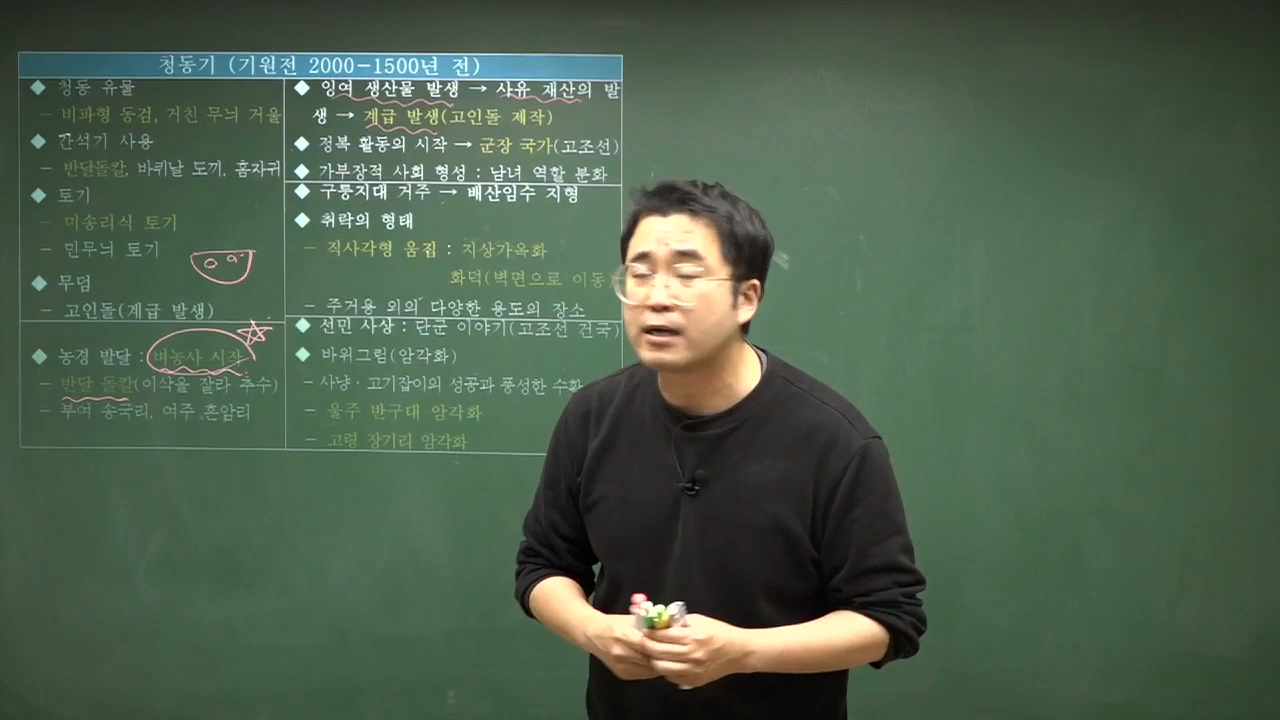 청동기 (기원전 2000-1500년 전)
◆ 청동 유물
- 비파형 동검, 거친 무늬 거울
◆ 간석기 사용
- 반달돌칼, 바퀴날 도끼, 홈자귀
◆ 토기
- 미송리식 토기
- 민무늬 토기
◆ 무덤
- 고인돌(계급 발생)
◆ 농경 발달 : 벼농사 시작
- 반달 돌칼(이삭을 잘라 추수)
- 부여 송국리, 여주 흔암리
◆ 잉여 생산물 발생 → 사유 재산의 발
생 → 계급 발생(고인돌 제작)
◆ 정복 활동의 시작 → 군장 국가(고조선)
◆ 가부장적 사회 형성 : 남녀 역할 분화
◆ 구릉지대 거주 → 배산임수 지형
◆ 취락의 형태
- 직사각형 움집 : 지상가옥화
화덕(벽면으로 이동
- 주거용 외의 다양한 용도의 장소
◆ 선민 사상 : 단군 이야기(고조선 건국)
◆ 바위그림(암각화)
- 사냥·고기잡이의 성공과 풍성한 수확
- 울주 반구대 암각화
- 고령 장기리 암각화